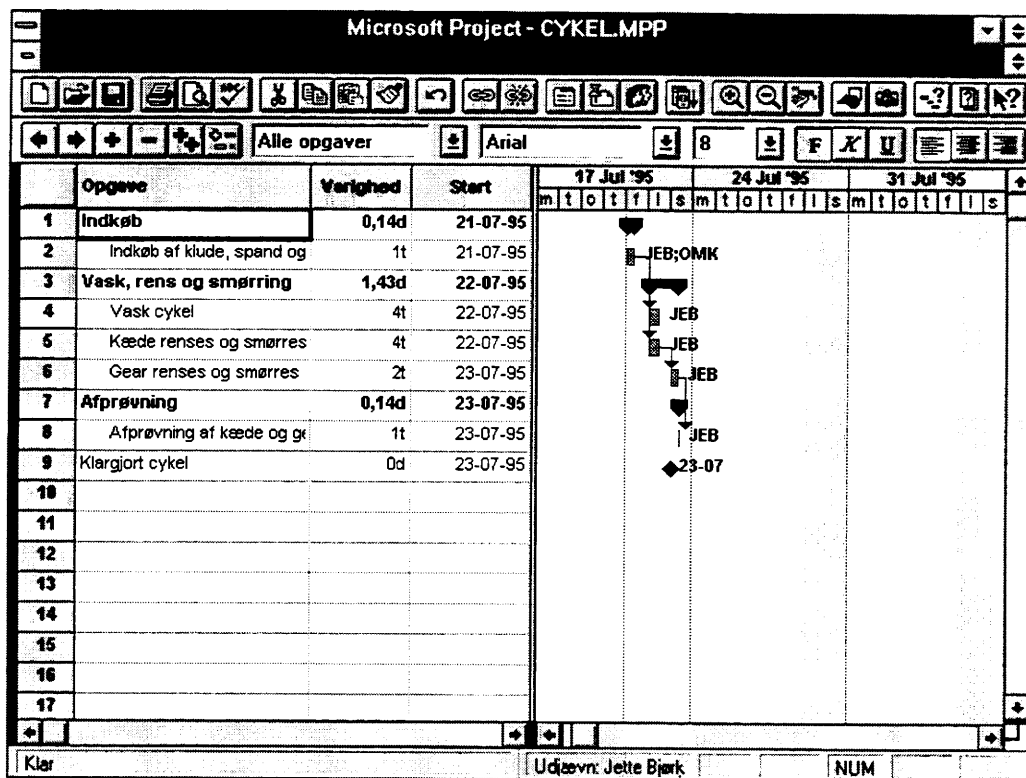 Microsoft Project - CYKEL.MPP
Alle opgaver Arial 8 F K U
Opgave Varighed Start 17 Jul '95 24 Jul '95 31 Jul '95
m t o t f l s m t o t f l s m t o t f l s
1 Indkøb 0,14d 21-07-95
2 Indkøb af klude, spand og 1t 21-07-95 JEB;OMK
3 Vask, rens og smørring 1,43d 22-07-95
4 Vask cykel 4t 22-07-95 JEB
5 Kæde renses og smørres 4t 22-07-95 JEB
6 Gear renses og smørres 2t 23-07-95 JEB
7 Afprøvning 0,14d 23-07-95
8 Afprøvning af kæde og ge 1t 23-07-95 JEB
9 Klargjort cykel 0d 23-07-95 23-07
10
11
12
13
14
15
16
17
Klar Udjævn: Jette Bjørk NUM